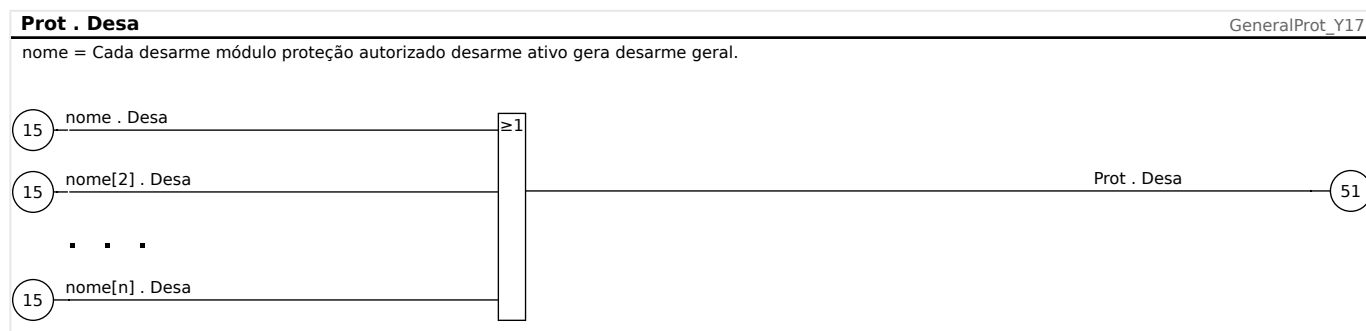 Prot . Desa
GeneralProt_Y17
nome = Cada desarme módulo proteção autorizado desarme ativo gera desarme geral.
15
nome . Desa
≥1
15
nome[2] . Desa
Prot . Desa
51
15
nome[n] . Desa